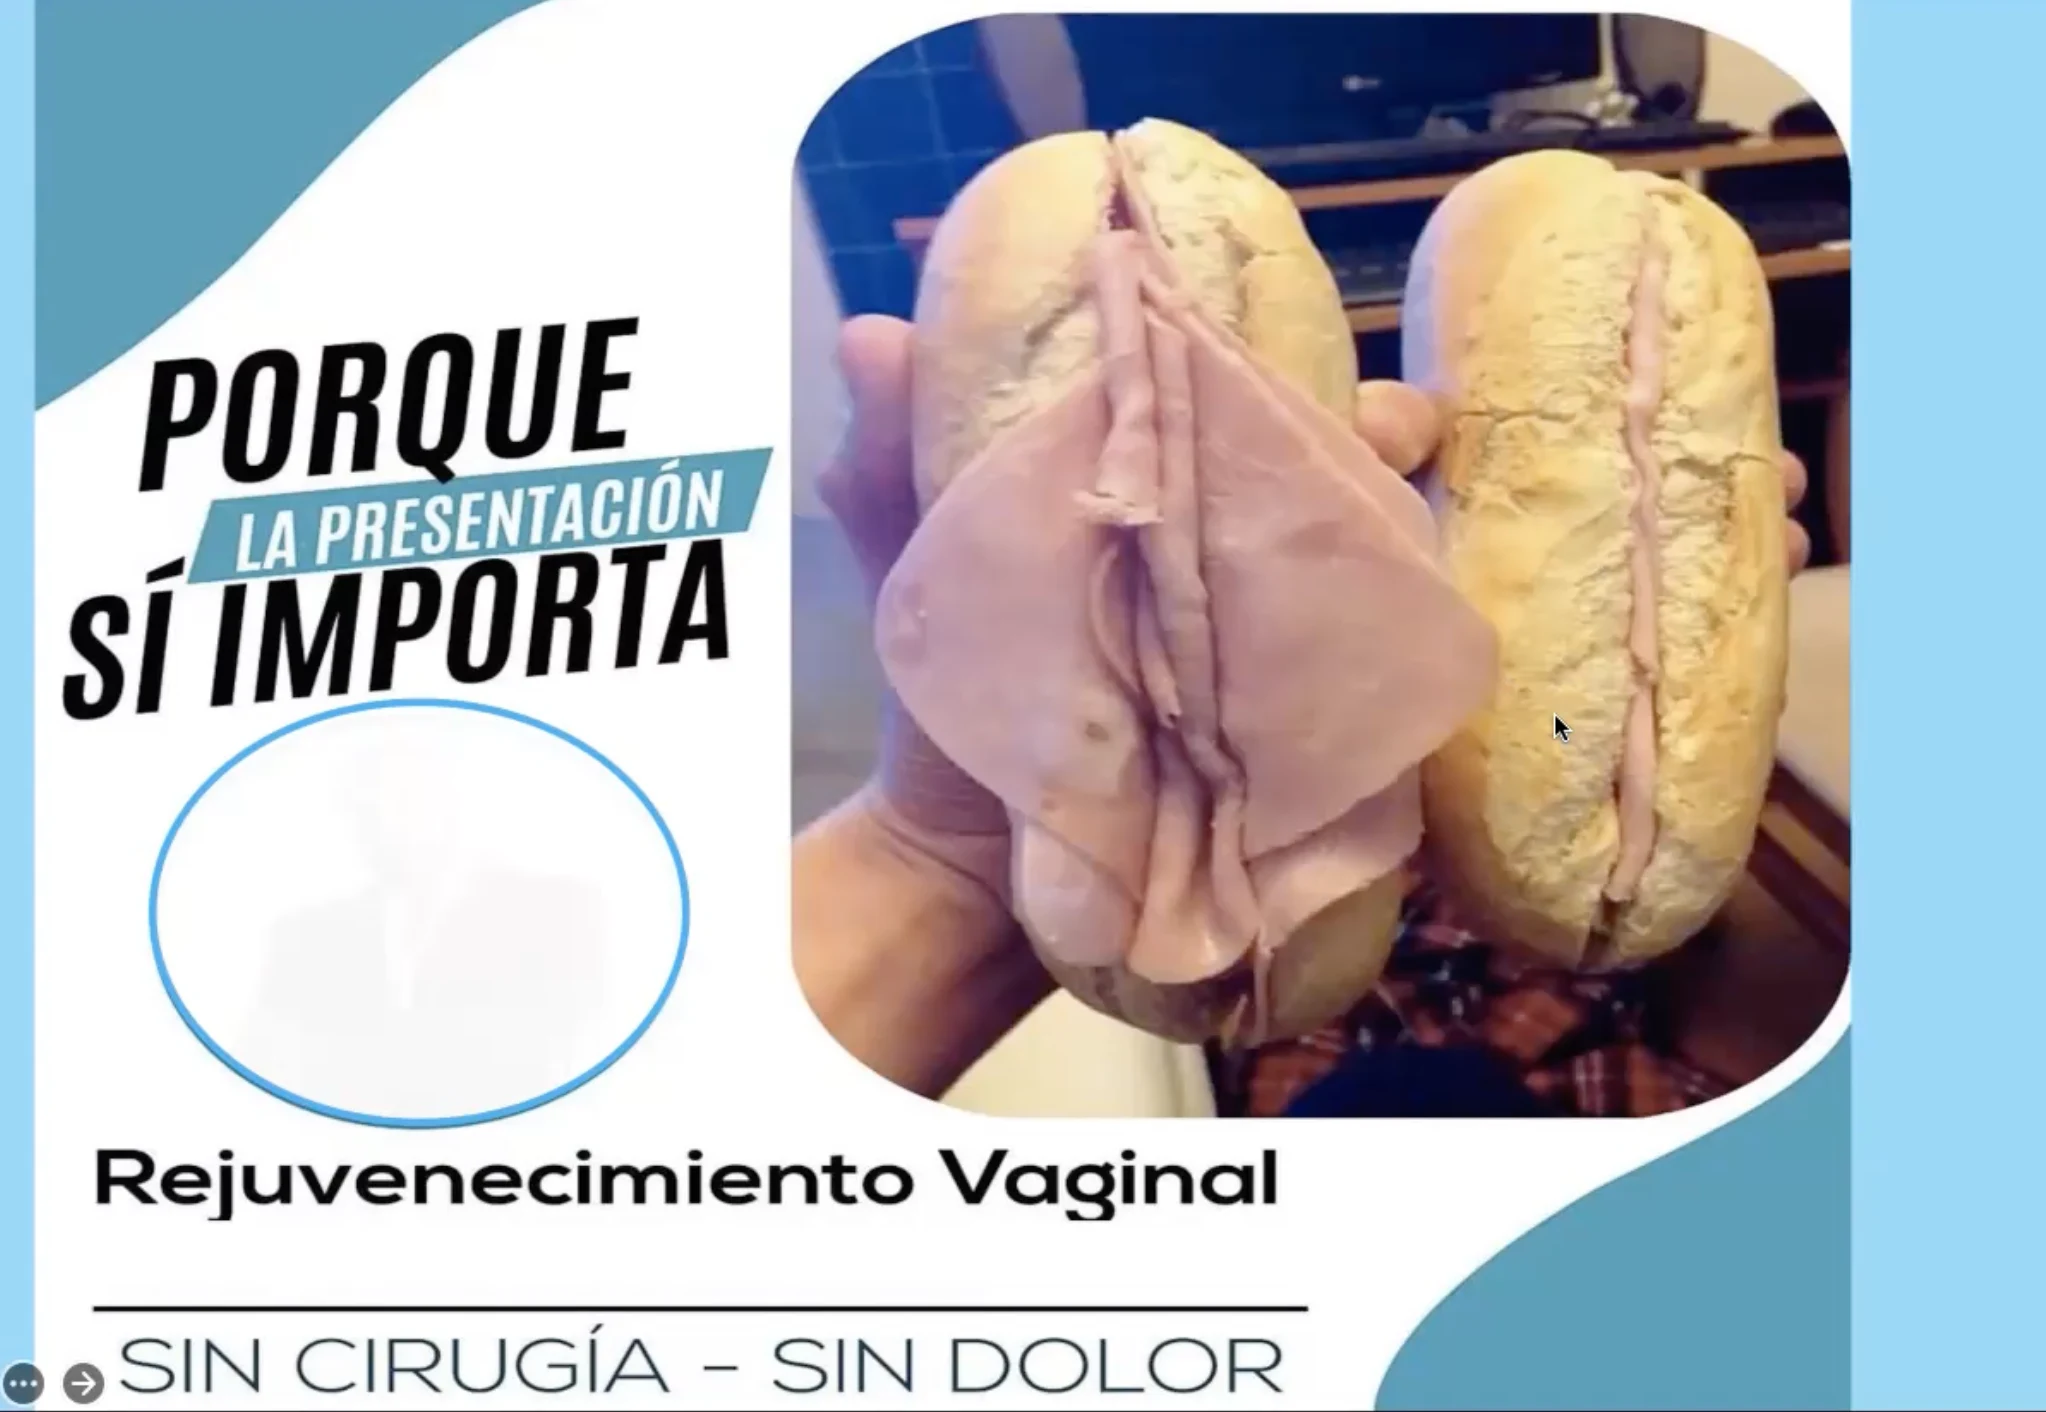 PORQUE
LA PRESENTACIÓN
SÍ IMPORTA
Rejuvenecimiento Vaginal
SIN CIRUGÍA - SIN DOLOR